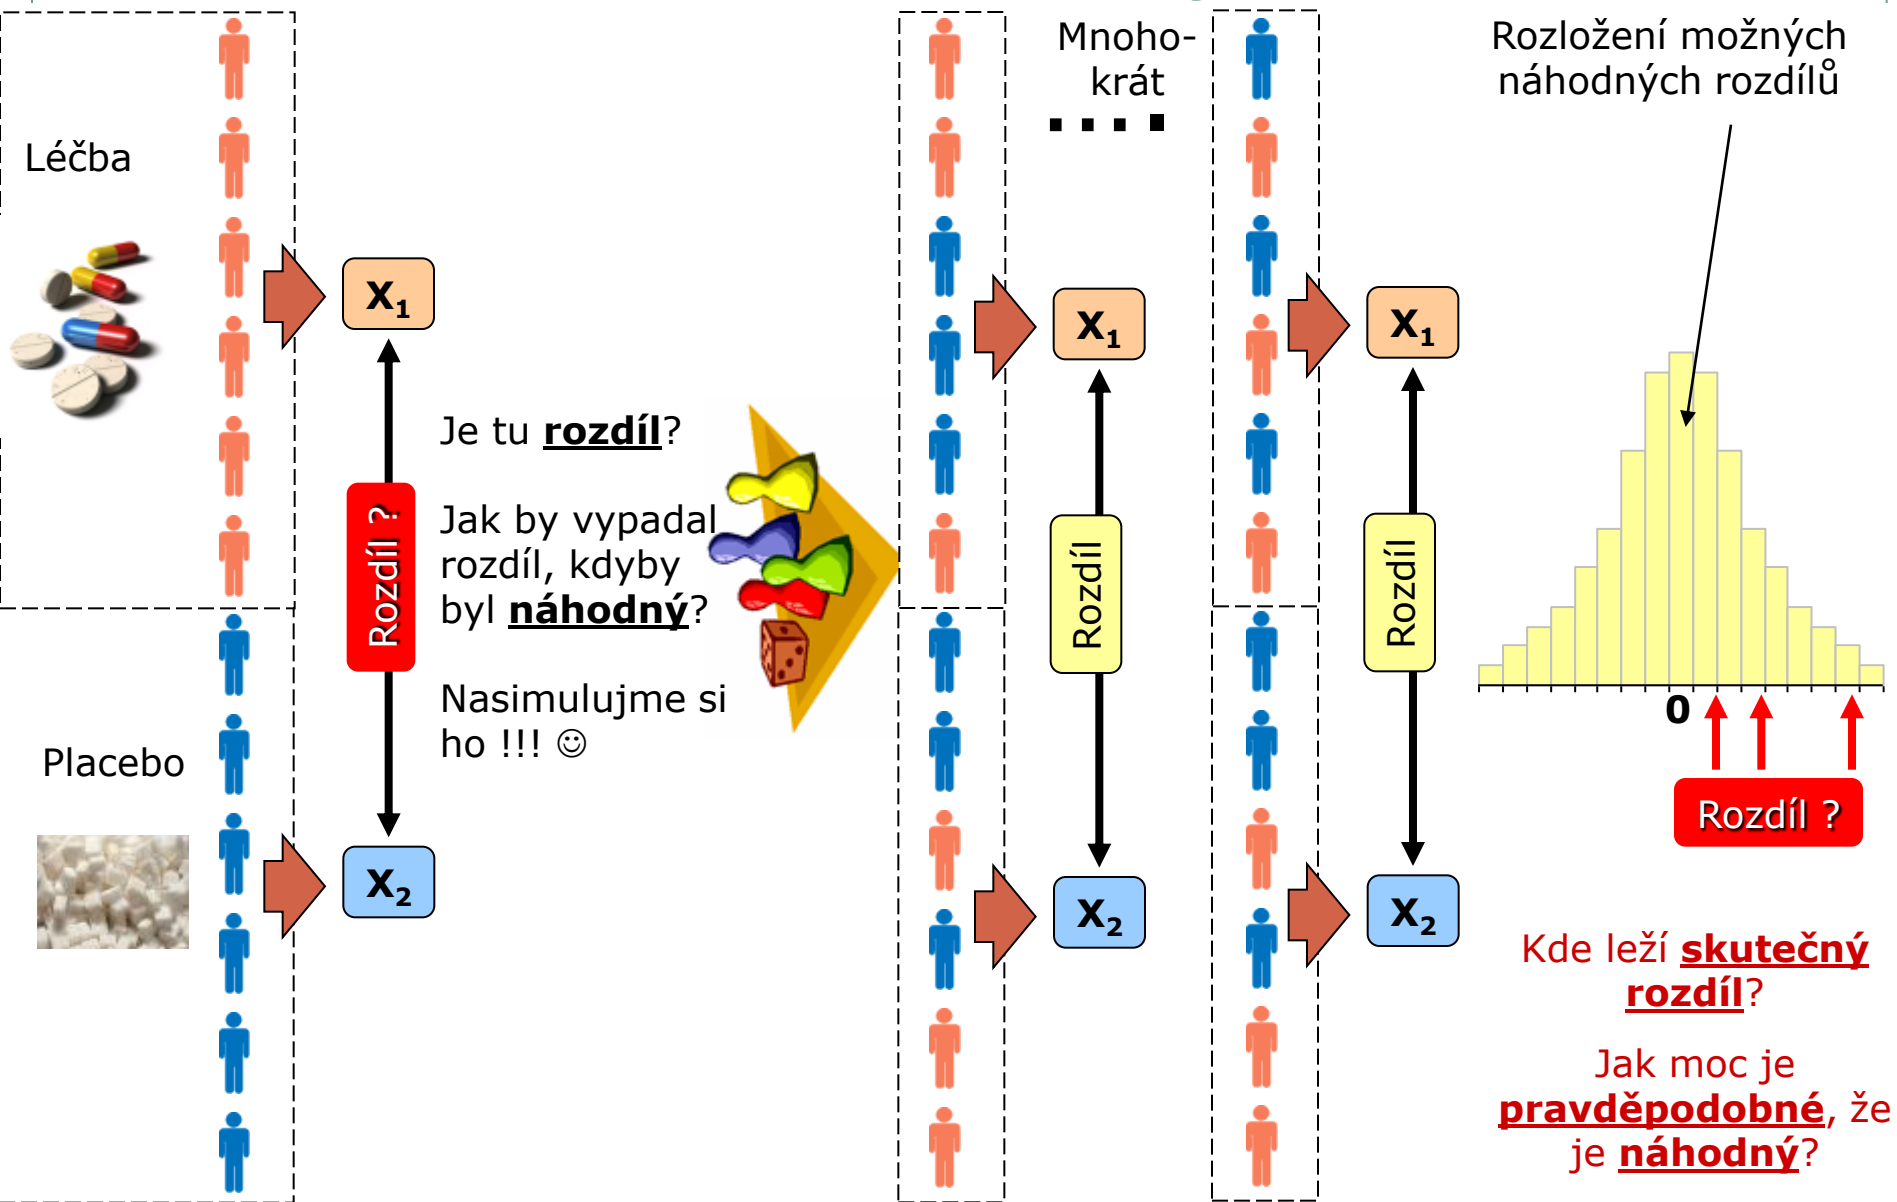 Léčba
Placebo
X1
Rozdíl ?
X2
Je tu rozdíl?
Jak by vypadal
rozdíl, kdyby
byl náhodný?
Nasimulujme si
ho !!! ☺
X1
Rozdíl
X2
Mnoho-
krát
....
X1
Rozdíl
X2
Rozložení možných
náhodných rozdílů
0
Rozdíl ?
Kde leží skutečný
rozdíl?
Jak moc je
pravděpodobné, že
je náhodný?